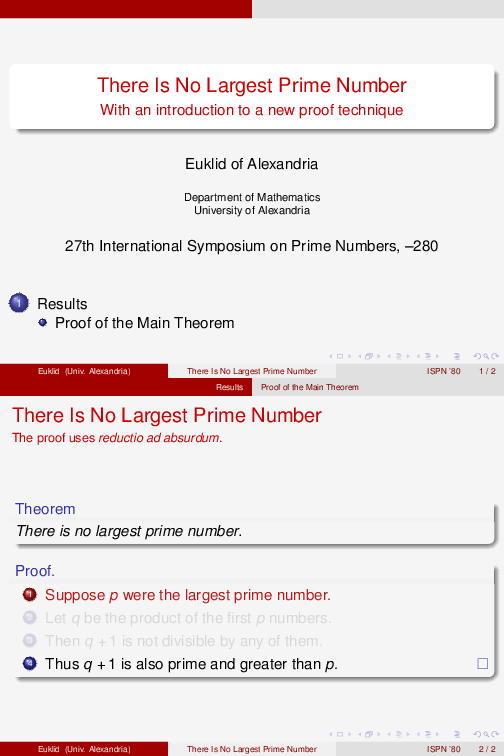 There Is No Largest Prime Number
With an introduction to a new proof technique
Euklid of Alexandria
Department of Mathematics
University of Alexandria
27th International Symposium on Prime Numbers, –280
1 Results
Proof of the Main Theorem
Euklid (Univ. Alexandria) There Is No Largest Prime Number ISPN '80 1 / 2
Results Proof of the Main Theorem
There Is No Largest Prime Number
The proof uses reductio ad absurdum.
Theorem
There is no largest prime number.
Proof.
1 Suppose p were the largest prime number.
2 Let q be the product of the first p numbers.
3 Then q + 1 is not divisible by any of them.
4 Thus q + 1 is also prime and greater than p.
Euklid (Univ. Alexandria) There Is No Largest Prime Number ISPN '80 2 / 2